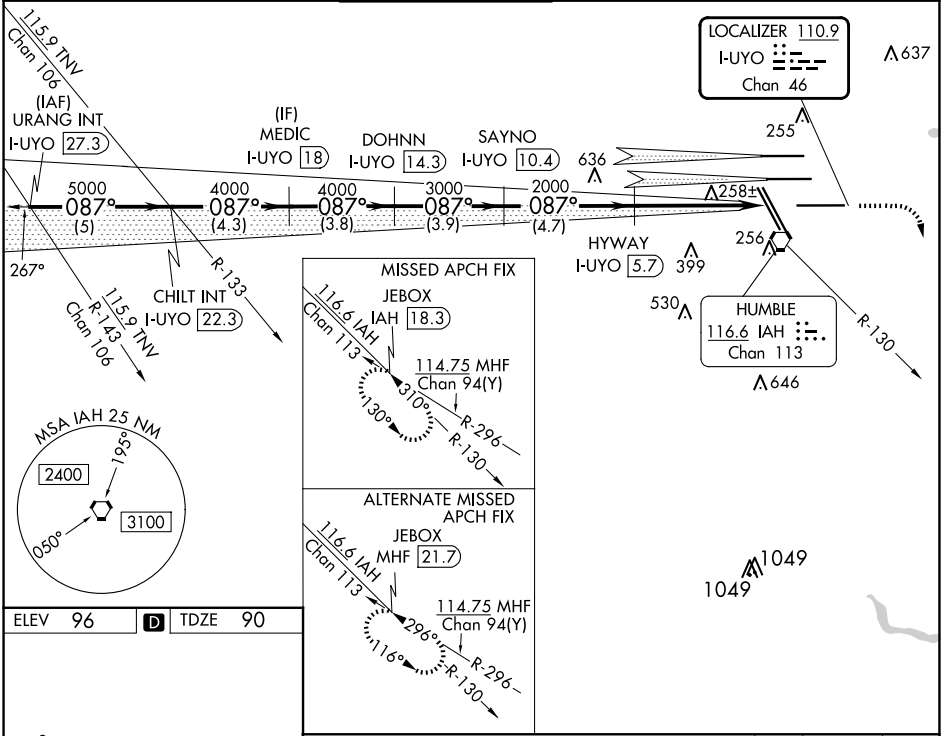 115.9 TNV
Chan 106
(IAF)
URANG INT
I-UYO 27.3
(IF)
MEDIC
I-UYO 18
DOHNN
I-UYO 14.3
SAYNO
I-UYO 10.4
LOCALIZER 110.9
I-UYO
Chan 46
637
255
636
258±
5000
087°
(5)
4000
087°
(4.3)
4000
087°
(3.8)
3000
087°
(3.9)
2000
087°
(4.7)
267°
R-133
CHILT INT
I-UYO 22.3
115.9 TNV
R-143
Chan 106
HYWAY
I-UYO 5.7
399
256
530
HUMBLE
116.6 IAH
Chan 113
R-130
646
MISSED APCH FIX
JEBOX
IAH 18.3
116.6 IAH
Chan 113
114.75 MHF
Chan 94(Y)
310°
130°
R-296
R-130
MSA IAH 25 NM
195°
2400
3100
050°
ALTERNATE MISSED
APCH FIX
JEBOX
MHF 21.7
116.6 IAH
Chan 113
114.75 MHF
Chan 94(Y)
296°
116°
R-296
R-130
1049
1049
ELEV 96 D TDZE 90